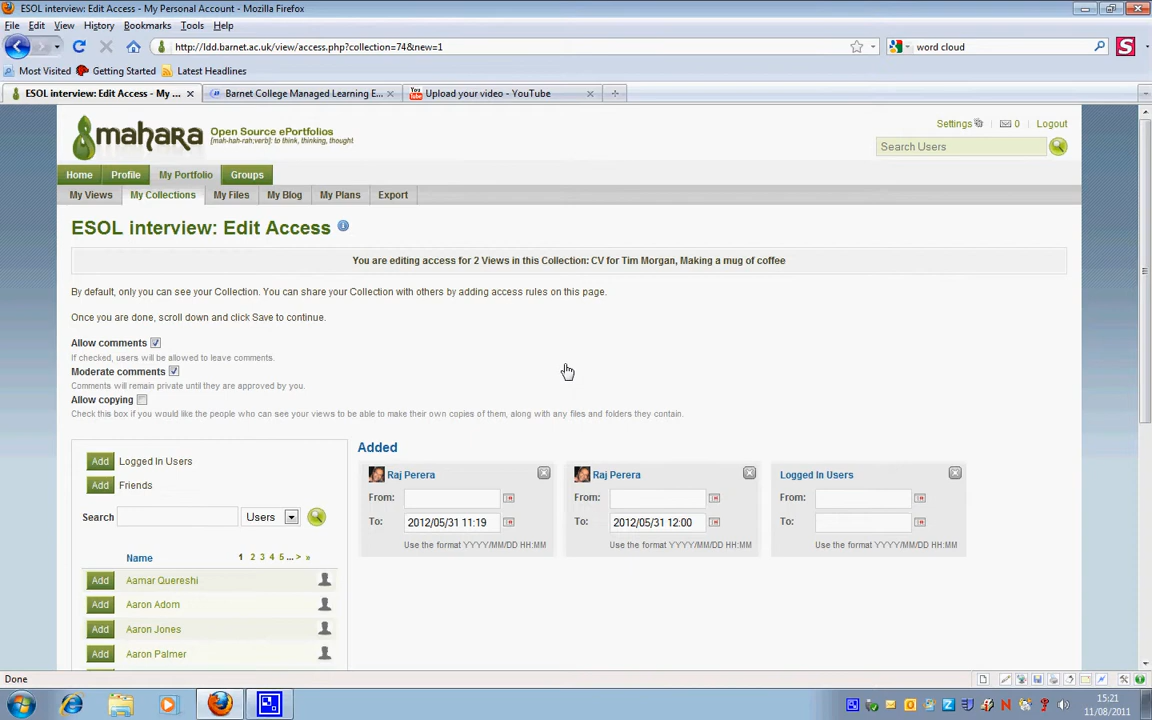 ESOL interview: Edit Access - My Personal Account - Mozilla Firefox
File Edit View History Bookmarks Tools Help
http://ldd.barnet.ac.uk/view/access.php?collection=74&new=1
word cloud
S
Most Visited Getting Started Latest Headlines
ESOL interview: Edit Access - My ...
Barnet College Managed Learning E...
Upload your video - YouTube
mahara
Open Source ePortfolios
[mah-hah-rah;verb]: to think, thinking, thought
Settings 0 Logout
Search Users
Home Profile My Portfolio Groups
My Views My Collections My Files My Blog My Plans Export
ESOL interview: Edit Access
You are editing access for 2 Views in this Collection: CV for Tim Morgan, Making a mug of coffee
By default, only you can see your Collection. You can share your Collection with others by adding access rules on this page.
Once you are done, scroll down and click Save to continue.
Allow comments
If checked, users will be allowed to leave comments.
Moderate comments
Comments will remain private until they are approved by you.
Allow copying
Check this box if you would like the people who can see your views to be able to make their own copies of them, along with any files and folders they contain.
Add Logged In Users
Add Friends
Search Users
Name 1 2 3 4 5 ... > »
Add Aamar Quereshi
Add Aaron Adom
Add Aaron Jones
Add Aaron Palmer
Added
Raj Perera
From:
To: 2012/05/31 11:19
Use the format YYYY/MM/DD HH:MM
Raj Perera
From:
To: 2012/05/31 12:00
Use the format YYYY/MM/DD HH:MM
Logged In Users
From:
To:
Use the format YYYY/MM/DD HH:MM
Done
15:21
11/08/2011